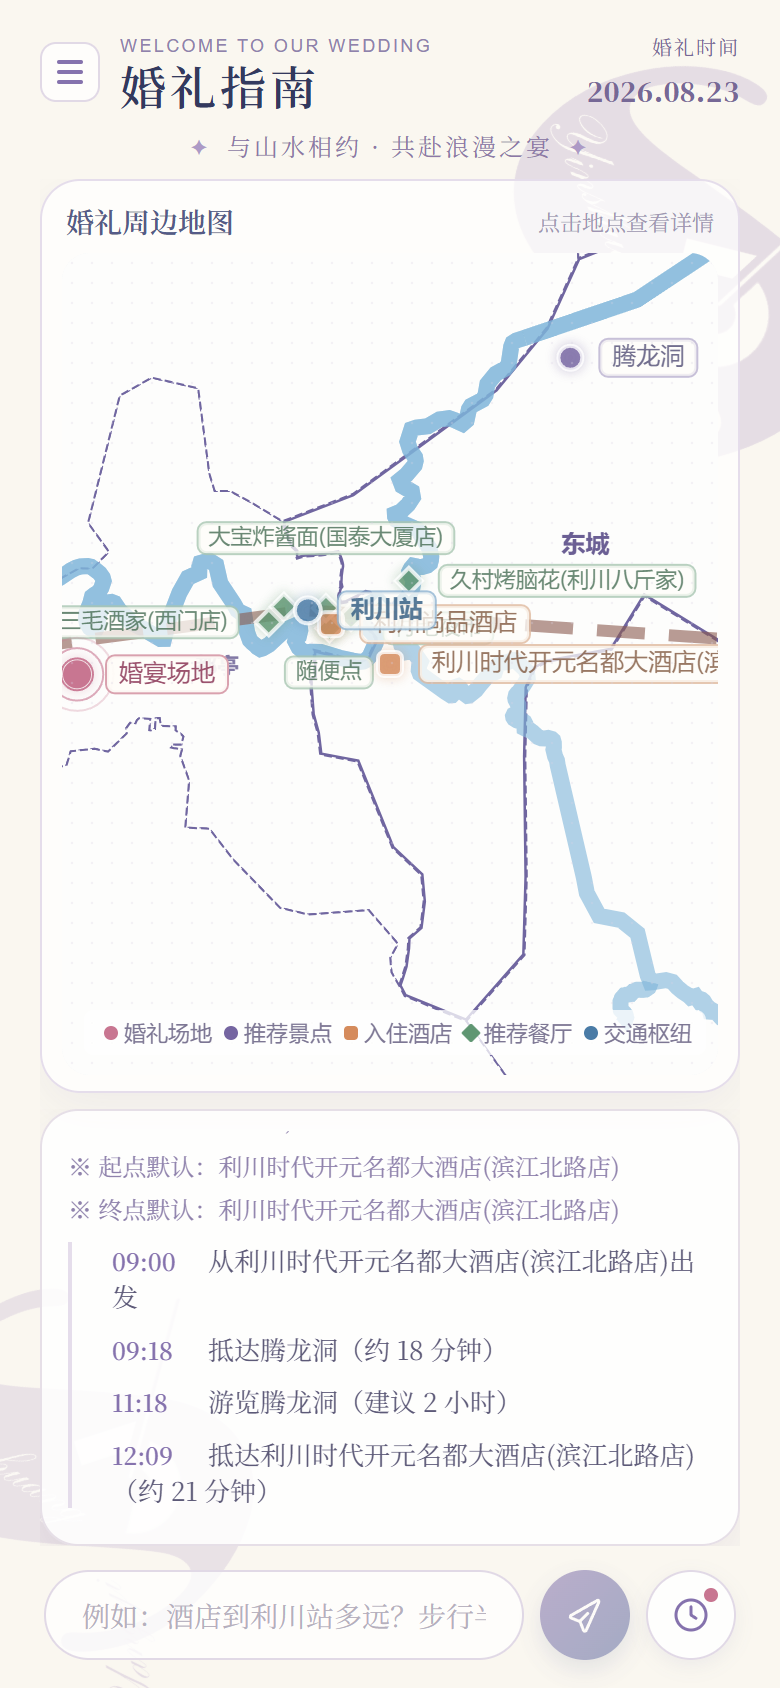 WELCOME TO OUR WEDDING
婚礼指南
婚礼时间
2026.08.23
✦ 与山水相约 · 共赴浪漫之宴 ✦
婚礼周边地图
点击地点查看详情
腾龙洞
大宝炸酱面(国泰大厦店)
东城
久村烤脑花(利川八斤家)
三毛酒家(西门店)
利川站
尚品酒店
婚宴场地
随便点
利川时代开元名都大酒店(滨
婚礼场地 推荐景点 入住酒店 推荐餐厅 交通枢纽
※ 起点默认：利川时代开元名都大酒店(滨江北路店)
※ 终点默认：利川时代开元名都大酒店(滨江北路店)
09:00 从利川时代开元名都大酒店(滨江北路店)出
发
09:18 抵达腾龙洞（约 18 分钟）
11:18 游览腾龙洞（建议 2 小时）
12:09 抵达利川时代开元名都大酒店(滨江北路店)
（约 21 分钟）
例如：酒店到利川站多远？步行